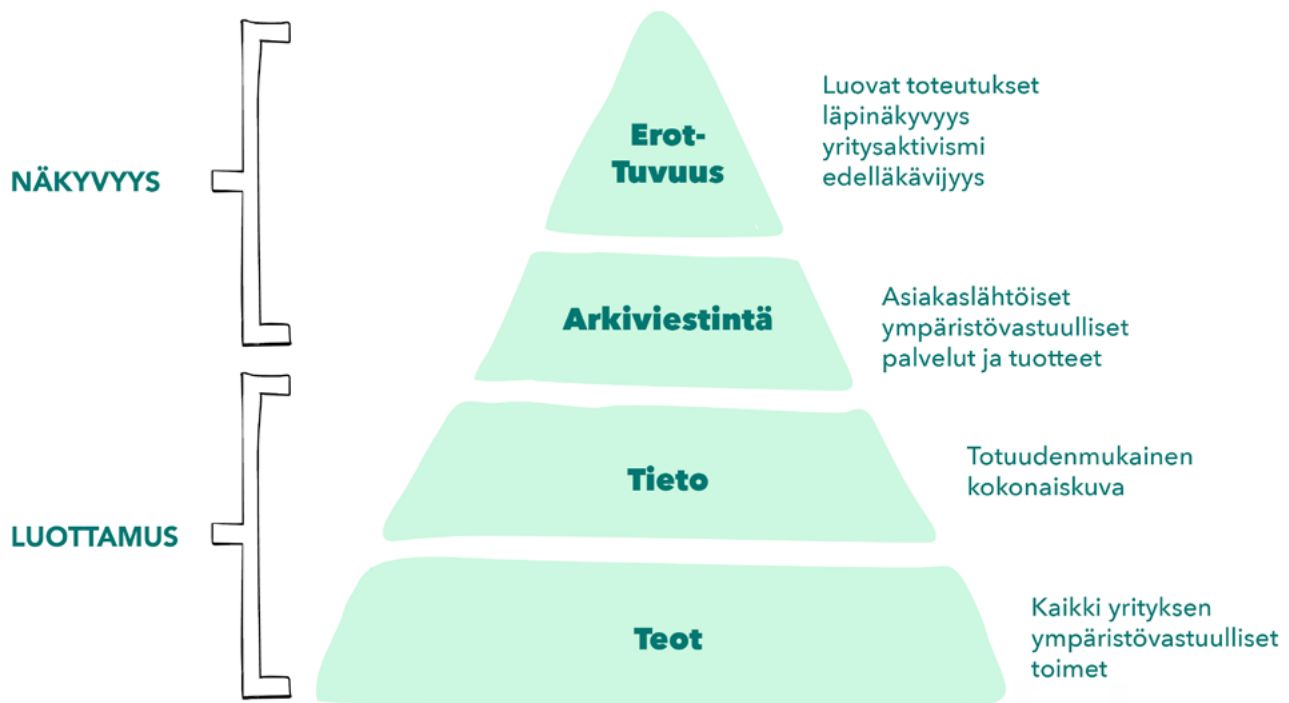 NÄKYVYYS
Erot-
Tuvuus
Luovat toteutukset
läpinäkyvyys
yritysaktivismi
edelläkävijyys
Arkiviestintä
Asiakaslähtöiset
ympäristövastuulliset
palvelut ja tuotteet
LUOTTAMUS
Tieto
Totuudenmukainen
kokonaiskuva
Teot
Kaikki yrityksen
ympäristövastuulliset
toimet